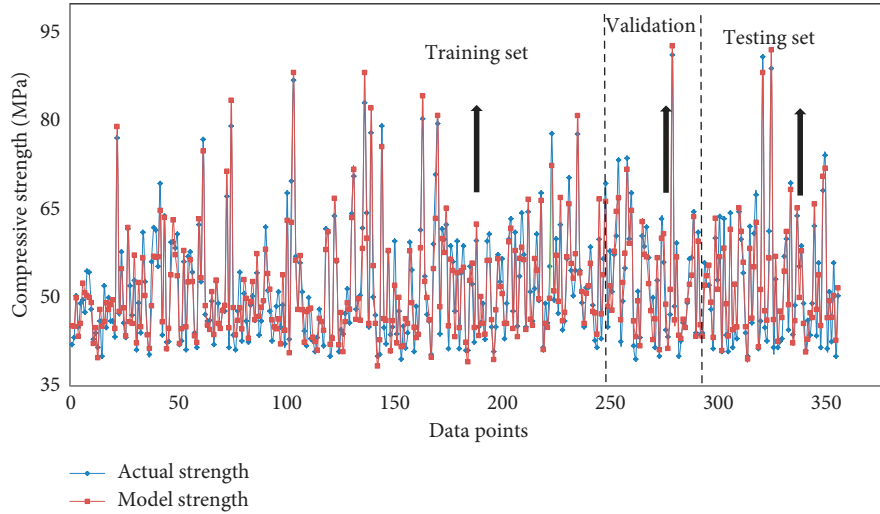 Compressive strength (MPa)
95
80
65
50
35
Training set
Validation
Testing set
0
50
100
150
200
250
300
350
Data points
Actual strength
Model strength